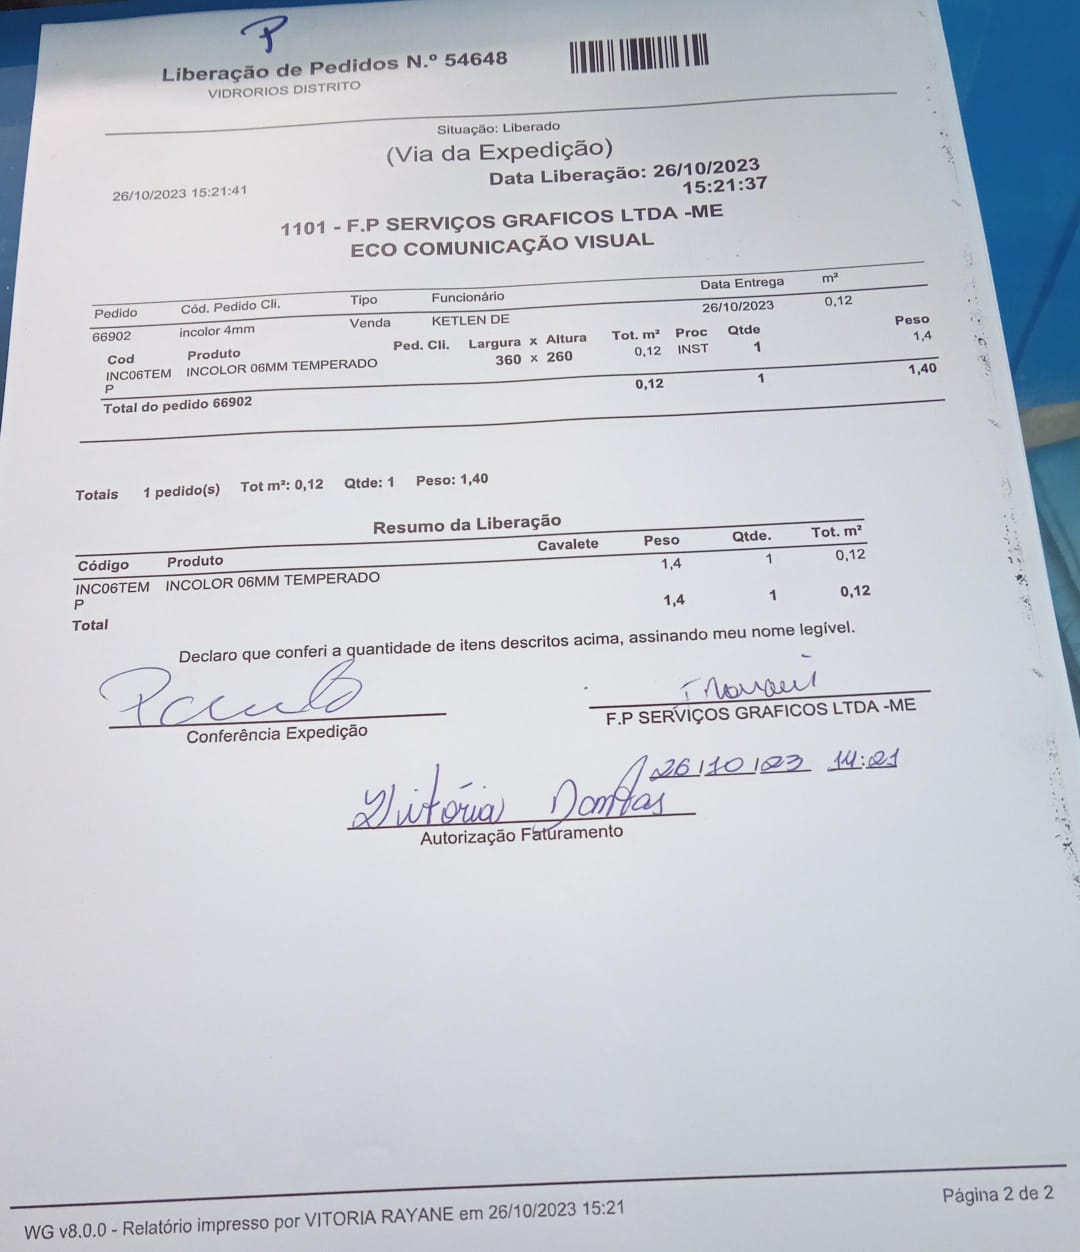 P
Liberação de Pedidos N.º 54648
VIDRORIOS DISTRITO
Situação: Liberado
(Via da Expedição)
Data Liberação: 26/10/2023
26/10/2023 15:21:41 15:21:37
1101 - F.P SERVIÇOS GRAFICOS LTDA -ME
ECO COMUNICAÇÃO VISUAL
Pedido Cód. Pedido Cli. Tipo Funcionário Data Entrega m²
66902 incolor 4mm Venda KETLEN DE 26/10/2023 0,12
Cod Produto Ped. Cli. Largura x Altura Tot. m² Proc Qtde Peso
INC06TEM INCOLOR 06MM TEMPERADO 360 x 260 0,12 INST 1 1,4
P
Total do pedido 66902 0,12 1 1,40
Totais 1 pedido(s) Tot m²: 0,12 Qtde: 1 Peso: 1,40
Resumo da Liberação
Código Produto Cavalete Peso Qtde. Tot. m²
INC06TEM INCOLOR 06MM TEMPERADO 1,4 1 0,12
P
Total 1,4 1 0,12
Declaro que conferi a quantidade de itens descritos acima, assinando meu nome legível.
Conferência Expedição F.P SERVIÇOS GRAFICOS LTDA -ME
26/10/23 14:21
Vitória Dantas
Autorização Faturamento
WG v8.0.0 - Relatório impresso por VITORIA RAYANE em 26/10/2023 15:21 Página 2 de 2